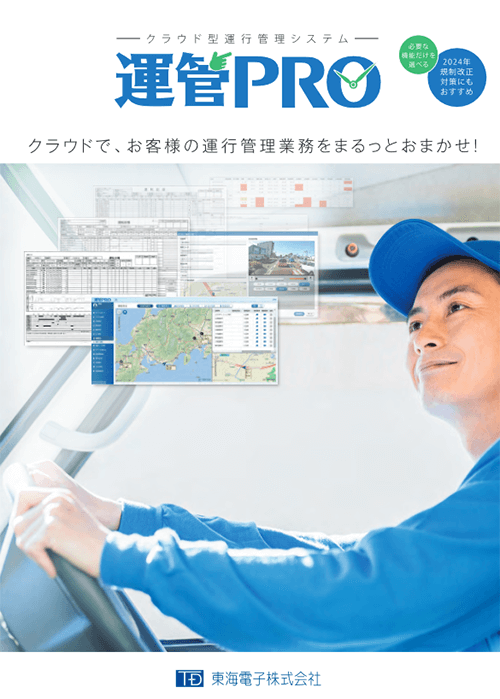 クラウド型運行管理システム
運管PRO
必要な
機能だけを
選べる
2024年
規制改正
対策にも
おすすめ
クラウドで、お客様の運行管理業務をまるっとおまかせ!
TD 東海電子株式会社